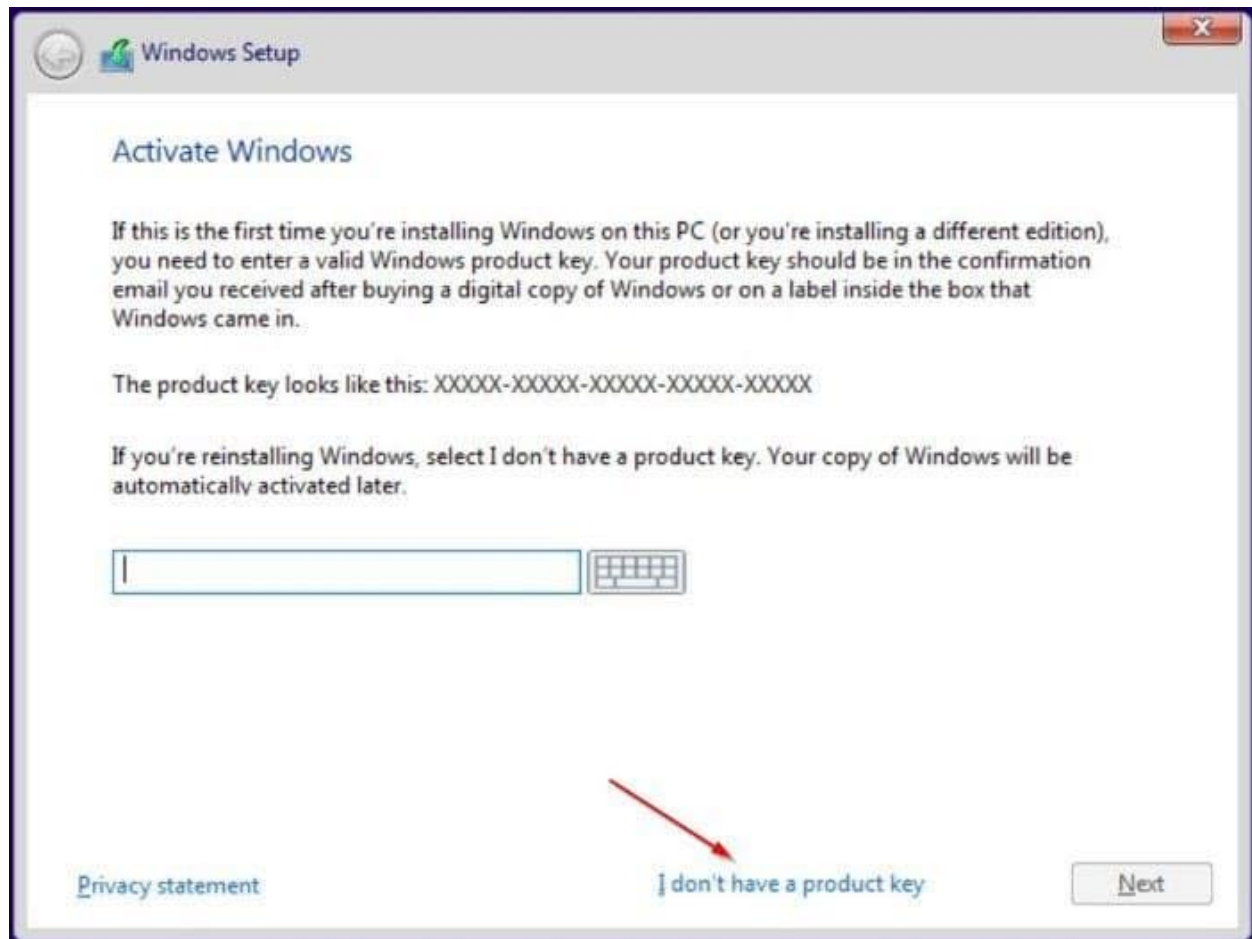 Windows Setup
Activate Windows
If this is the first time you're installing Windows on this PC (or you're installing a different edition),
you need to enter a valid Windows product key. Your product key should be in the confirmation
email you received after buying a digital copy of Windows or on a label inside the box that
Windows came in.
The product key looks like this: XXXXX-XXXXX-XXXXX-XXXXX-XXXXX
If you're reinstalling Windows, select I don't have a product key. Your copy of Windows will be
automatically activated later.
Privacy statement
I don't have a product key
Next